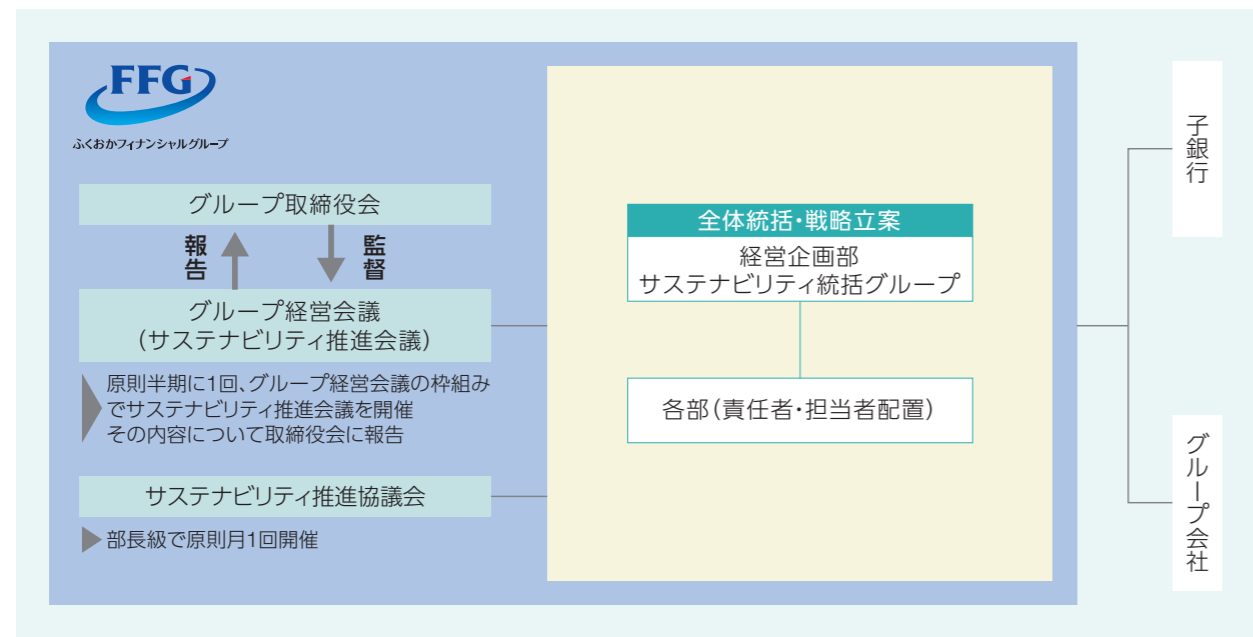 FFG
ふくおかフィナンシャルグループ
グループ取締役会
報告
監督
グループ経営会議
（サステナビリティ推進会議）
原則半期に1回、グループ経営会議の枠組み
でサステナビリティ推進会議を開催
その内容について取締役会に報告
サステナビリティ推進協議会
部長級で原則月1回開催
全体統括・戦略立案
経営企画部
サステナビリティ統括グループ
各部（責任者・担当者配置）
子銀行
グループ会社